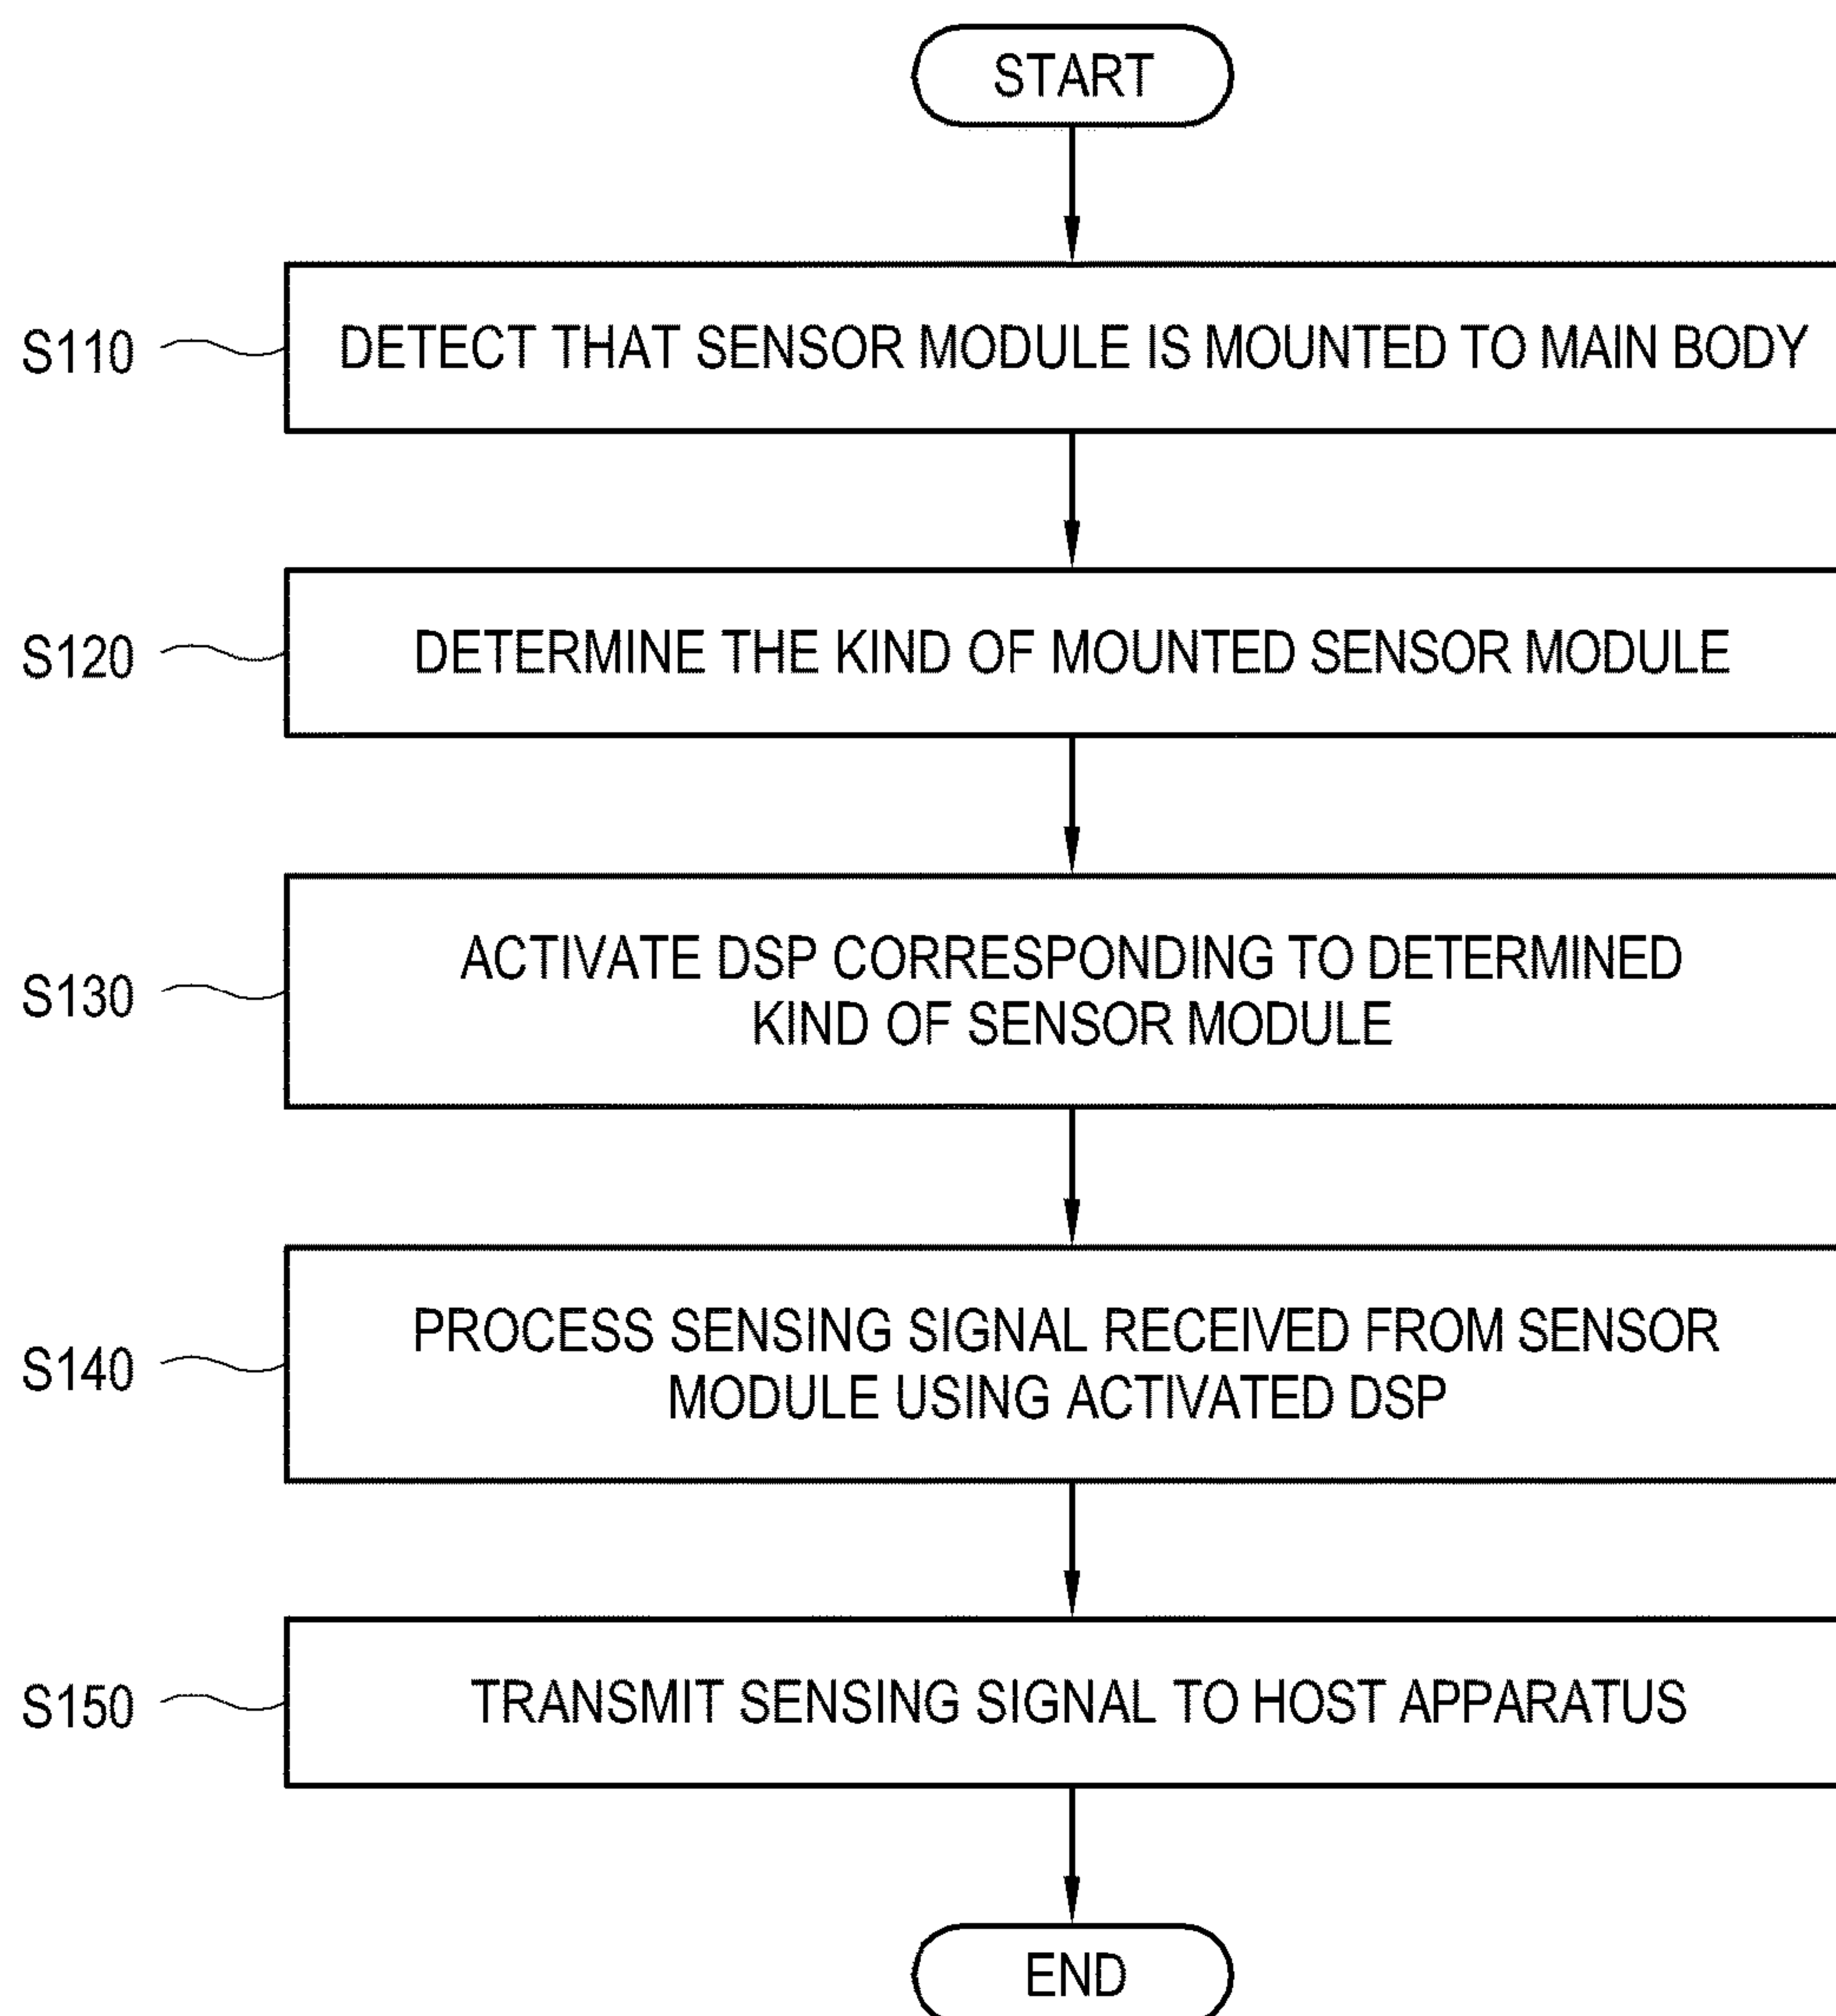 START
S110
DETECT THAT SENSOR MODULE IS MOUNTED TO MAIN BODY
S120
DETERMINE THE KIND OF MOUNTED SENSOR MODULE
S130
ACTIVATE DSP CORRESPONDING TO DETERMINED
KIND OF SENSOR MODULE
S140
PROCESS SENSING SIGNAL RECEIVED FROM SENSOR
MODULE USING ACTIVATED DSP
S150
TRANSMIT SENSING SIGNAL TO HOST APPARATUS
END